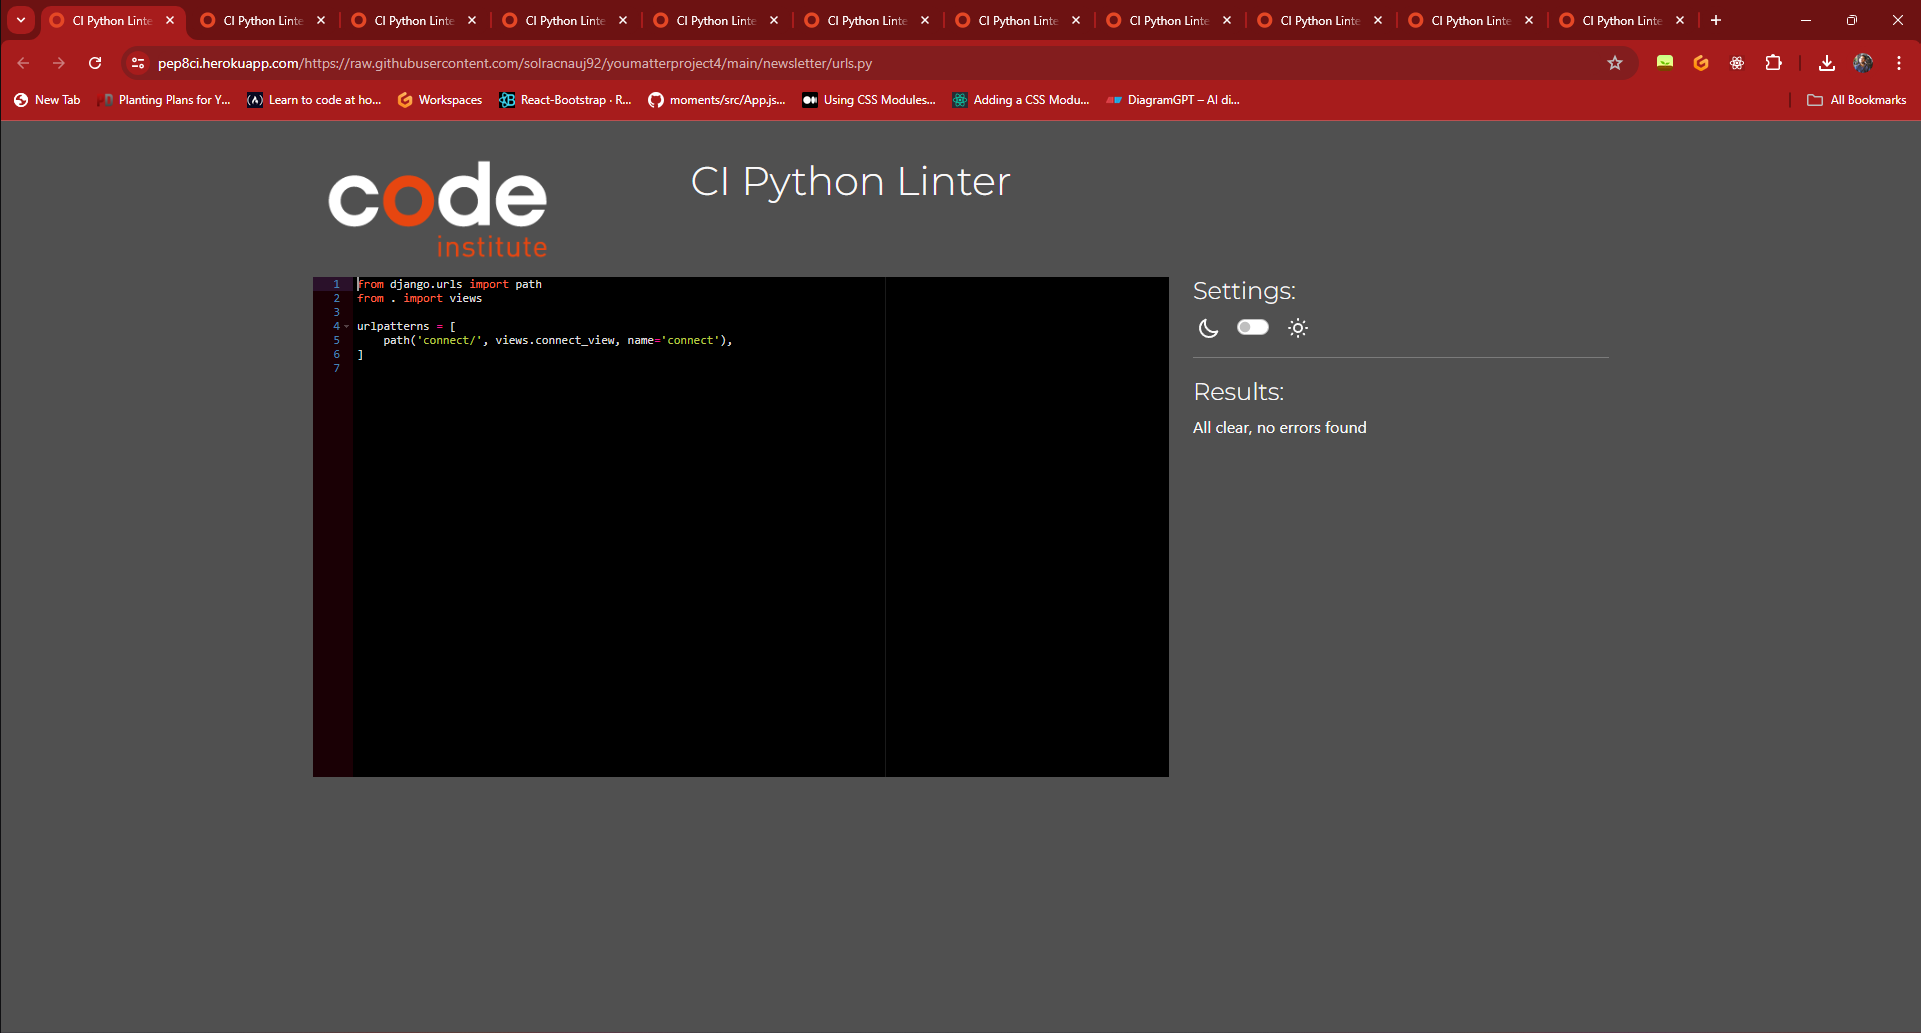 CI Python Linte
CI Python Linte
CI Python Linte
CI Python Linte
CI Python Linte
CI Python Linte
CI Python Linte
CI Python Linte
CI Python Linte
CI Python Linte
CI Python Linte
pep8ci.herokuapp.com/https://raw.githubusercontent.com/solracnauj92/youmatterproject4/main/newsletter/urls.py
New Tab
Planting Plans for Y...
Learn to code at ho...
Workspaces
React-Bootstrap · R...
moments/src/App.js...
Using CSS Modules...
Adding a CSS Modu...
DiagramGPT – AI di...
All Bookmarks
code
institute
CI Python Linter
1 from django.urls import path
2 from . import views
3
4 urlpatterns = [
5     path('connect/', views.connect_view, name='connect'),
6 ]
7
Settings:
Results:
All clear, no errors found